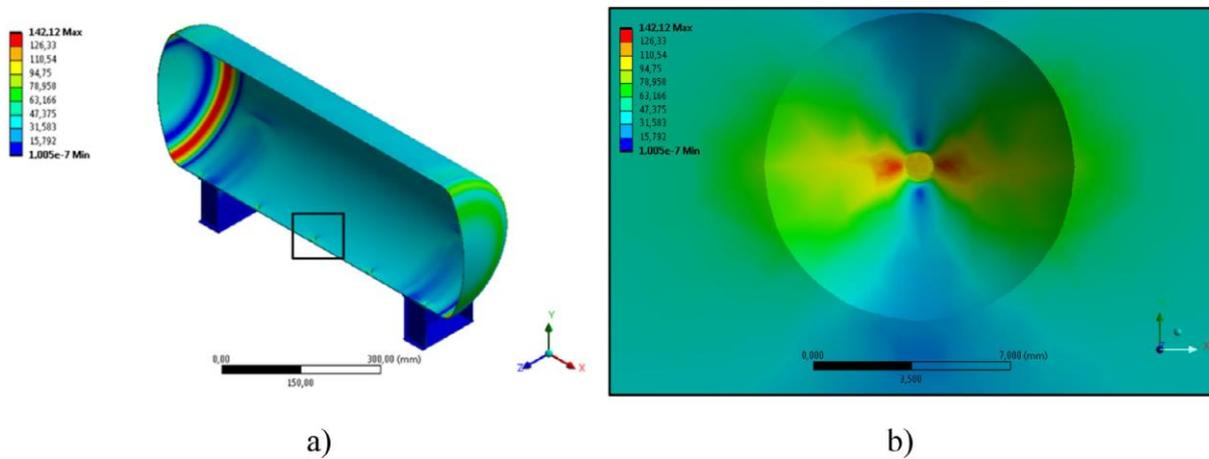 142,12 Max
126,33
110,54
94,75
78,958
63,166
47,375
31,583
15,792
1,005e-7 Min
0,00
300,00 (mm)
150,00
Y
Z
X
a)
142,12 Max
126,33
110,54
94,75
78,958
63,166
47,375
31,583
15,792
1,005e-7 Min
0,000
7,000 (mm)
3,500
X
b)